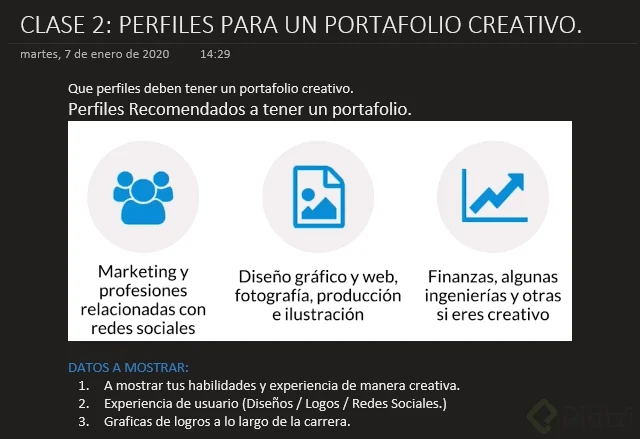 CLASE 2: PERFILES PARA UN PORTAFOLIO CREATIVO.
martes, 7 de enero de 2020 14:29
Que perfiles deben tener un portafolio creativo.
Perfiles Recomendados a tener un portafolio.
Marketing y
profesiones
relacionadas con
redes sociales
Diseño gráfico y web,
fotografía, producción
e ilustración
Finanzas, algunas
ingenierías y otras
si eres creativo
DATOS A MOSTRAR:
1. A mostrar tus habilidades y experiencia de manera creativa.
2. Experiencia de usuario (Diseños / Logos / Redes Sociales.)
3. Graficas de logros a lo largo de la carrera.